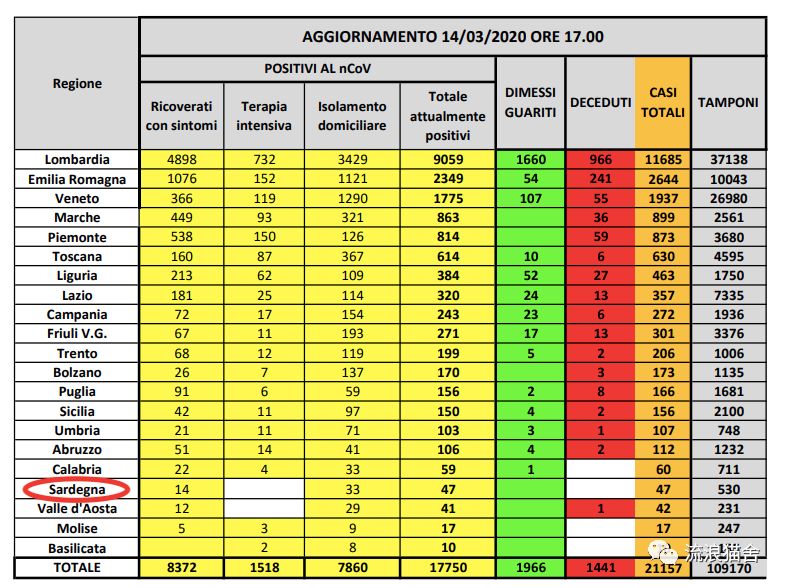 AGGIORNAMENTO 14/03/2020 ORE 17.00
Regione
POSITIVI AL nCoV
DIMESSI GUARITI DECEDUTI CASI TOTALI TAMPONI
Ricoverati con sintomi Terapia intensiva Isolamento domiciliare Totale attualmente positivi
Lombardia 4898 732 3429 9059 1660 966 11685 37138
Emilia Romagna 1076 152 1121 2349 54 241 2644 10043
Veneto 366 119 1290 1775 107 55 1937 26980
Marche 449 93 321 863 36 899 2561
Piemonte 538 150 126 814 59 873 3680
Toscana 160 87 367 614 10 6 630 4595
Liguria 213 62 109 384 52 27 463 1750
Lazio 181 25 114 320 24 13 357 7335
Campania 72 17 154 243 23 6 272 1936
Friuli V.G. 67 11 193 271 17 13 301 3376
Trento 68 12 119 199 5 2 206 1006
Bolzano 26 7 137 170 3 173 1135
Puglia 91 6 59 156 2 8 166 1681
Sicilia 42 11 97 150 4 2 156 2100
Umbria 21 11 71 103 3 1 107 748
Abruzzo 51 14 41 106 4 2 112 1232
Calabria 22 4 33 59 1 60 711
Sardegna 14 33 47 47 530
Valle d'Aosta 12 29 41 1 42 231
Molise 5 3 9 17 17 247
Basilicata 2 8 10
TOTALE 8372 1518 7860 17750 1966 1441 21157 109170
流浪猫舍